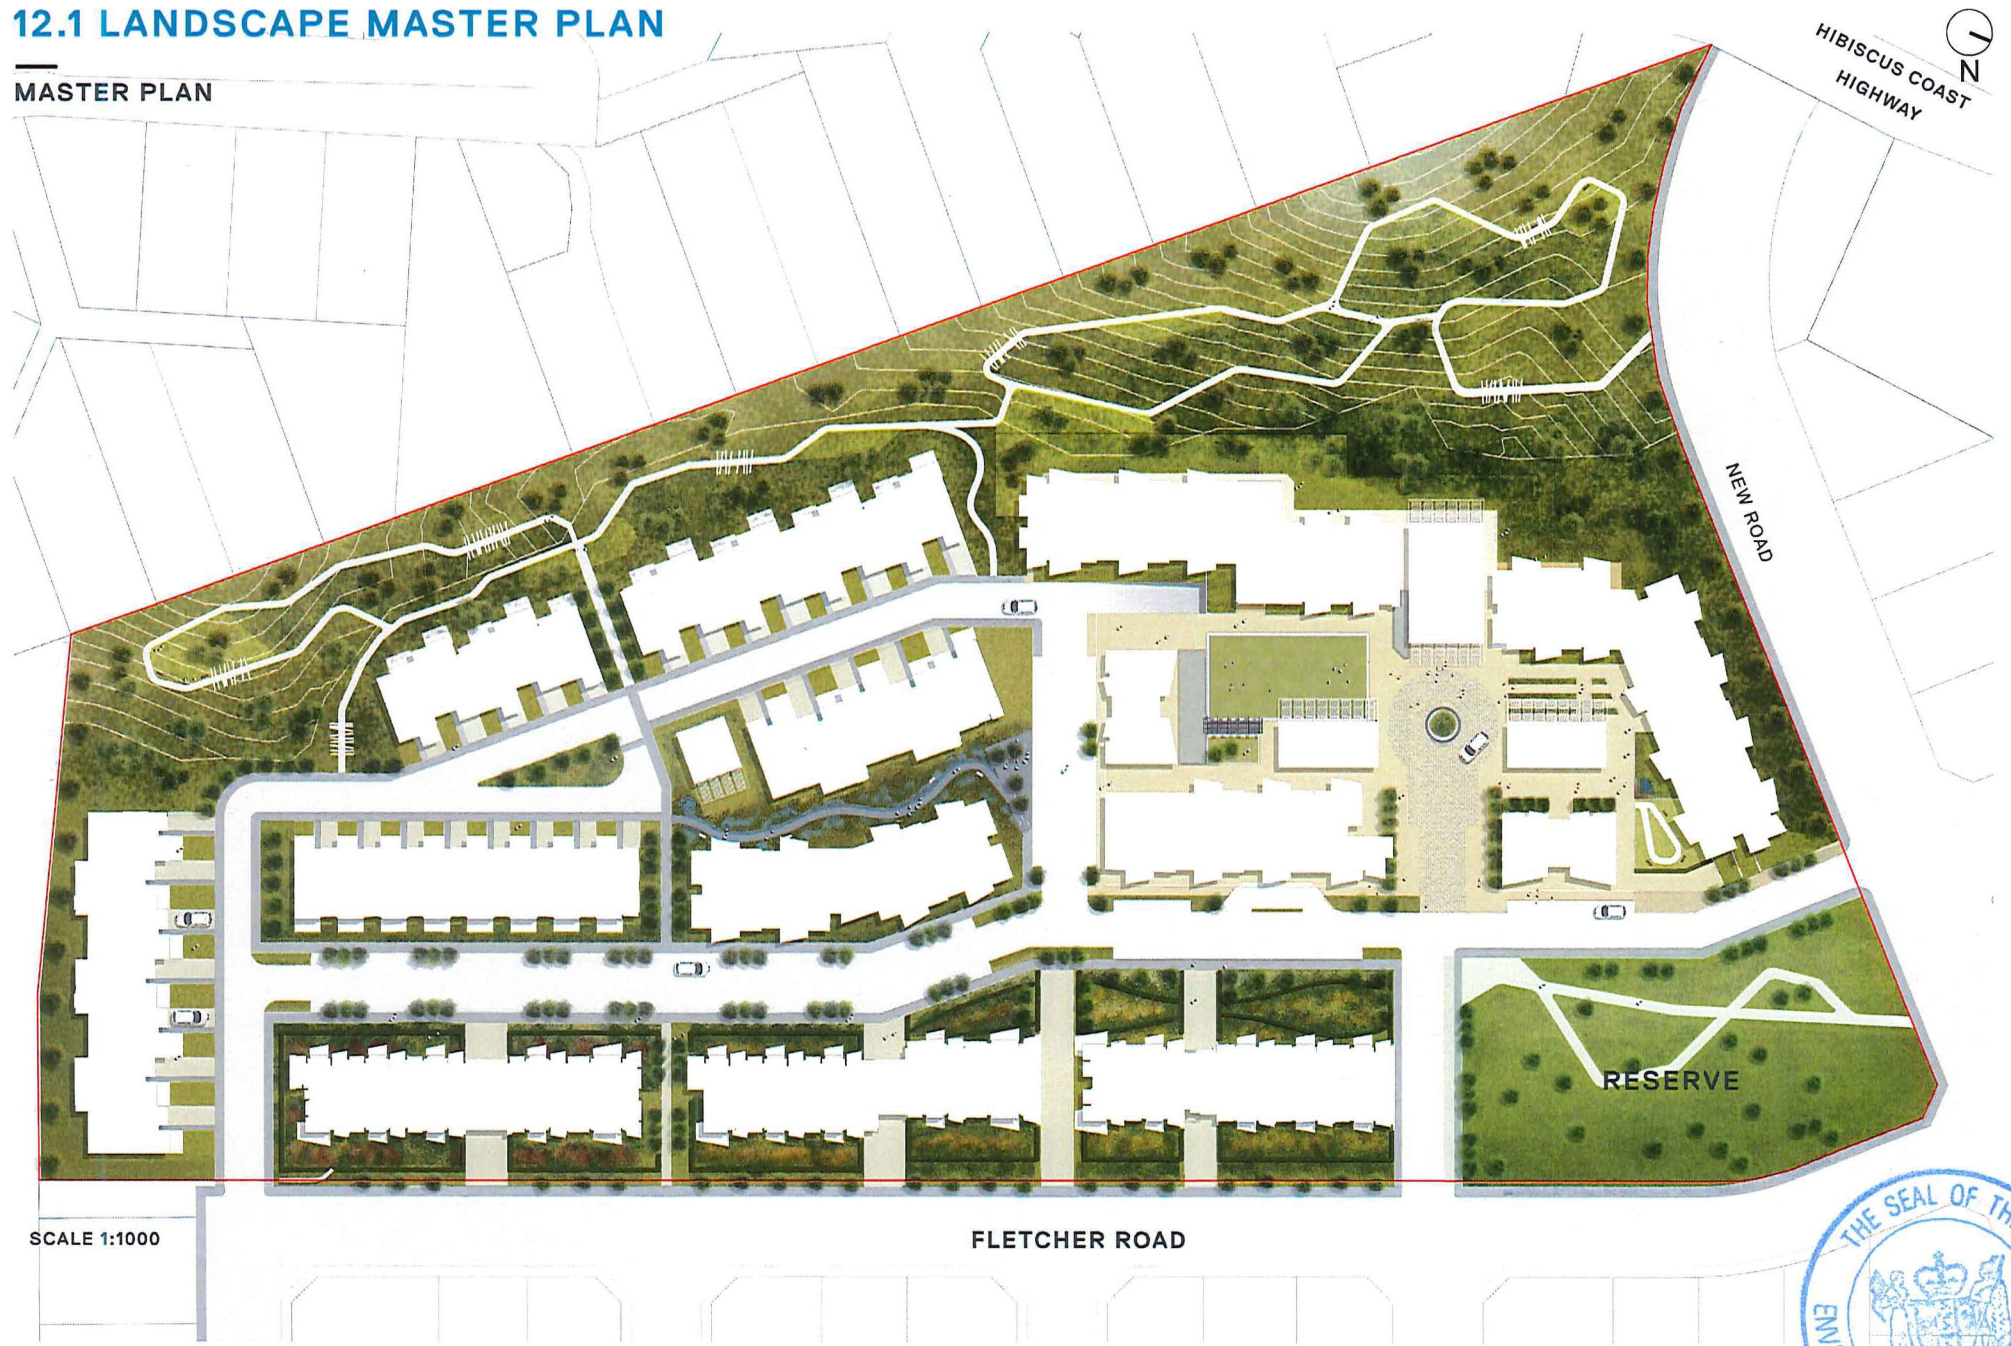 12.1 LANDSCAPE MASTER PLAN
MASTER PLAN
HIBISCUS COAST
HIGHWAY
N
NEW ROAD
RESERVE
SCALE 1:1000
FLETCHER ROAD
THE SEAL OF